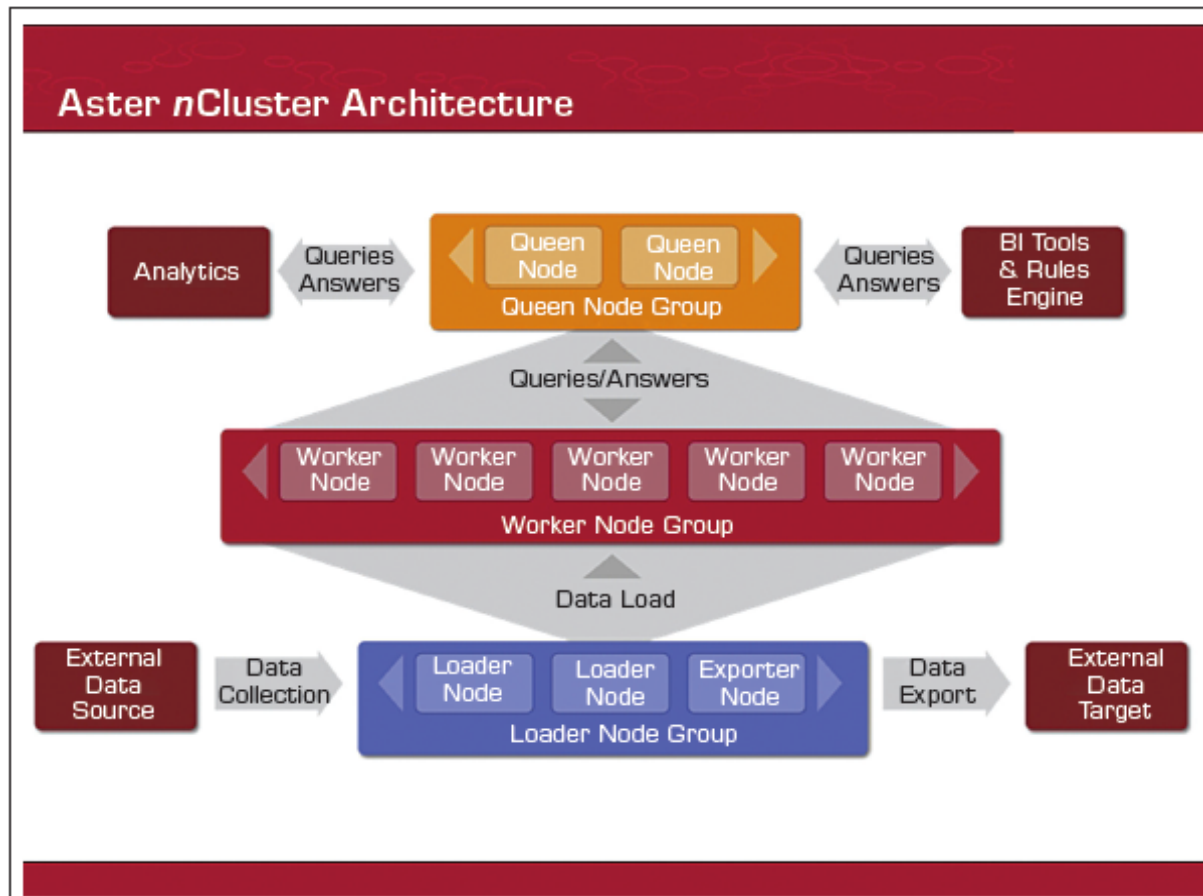 Aster nCluster Architecture
Analytics
Queries
Answers
Queen
Node
Queen
Node
Queen Node Group
Queries
Answers
BI Tools
& Rules
Engine
Queries/Answers
Worker
Node
Worker
Node
Worker
Node
Worker
Node
Worker
Node
Worker Node Group
Data Load
External
Data
Source
Data
Collection
Loader
Node
Loader
Node
Exporter
Node
Loader Node Group
Data
Export
External
Data
Target